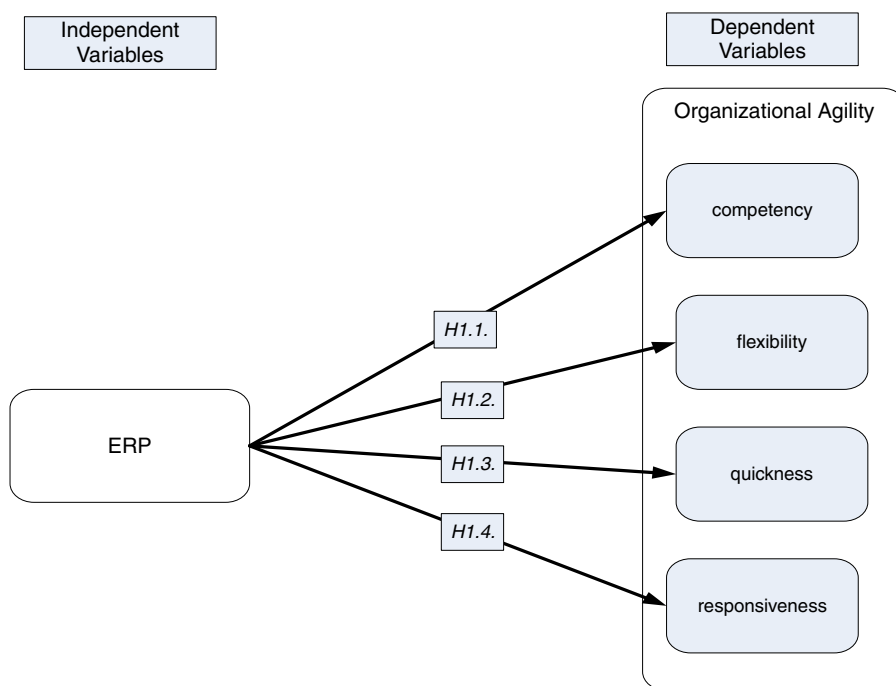 Independent
Variables
Dependent
Variables
Organizational Agility
competency
H1.1.
flexibility
H1.2.
ERP
H1.3.
quickness
H1.4.
responsiveness